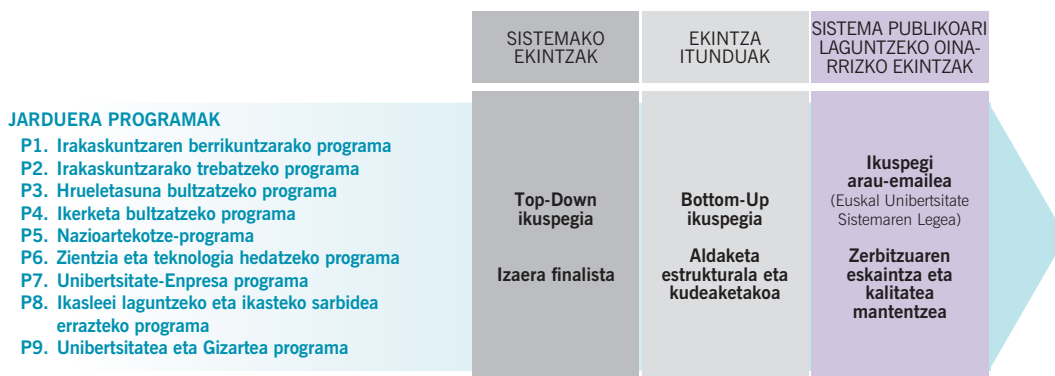 SISTEMAKO
EKINTZAK
EKINTZA
ITUNDUAK
SISTEMA PUBLIKOARI
LAGUNTZEKO OINA-
RRIZKO EKINTZAK
JARDUERA PROGRAMAK
P1. Irakaskuntzaren berrikuntzarako programa
P2. Irakaskuntzarako trebatzeko programa
P3. Hrueletasuna bultzatzeko programa
P4. Ikerketa bultzatzeko programa
P5. Nazioartekotze-programa
P6. Zientzia eta teknologia hedatzeko programa
P7. Unibertsitate-Enpresa programa
P8. Ikasleei laguntzeko eta ikasteko sarbidea
errazteko programa
P9. Unibertsitatea eta Gizartea programa
Top-Down
ikuspegia
Izaera finalista
Bottom-Up
ikuspegia
Aldaketa
estrukturala eta
kudeaketakoa
Ikuspegi
arau-emailea
(Euskal Unibertsitate
Sistemaren Legea)
Zerbitzuaren
eskaintza eta
kalitatea
mantentzea